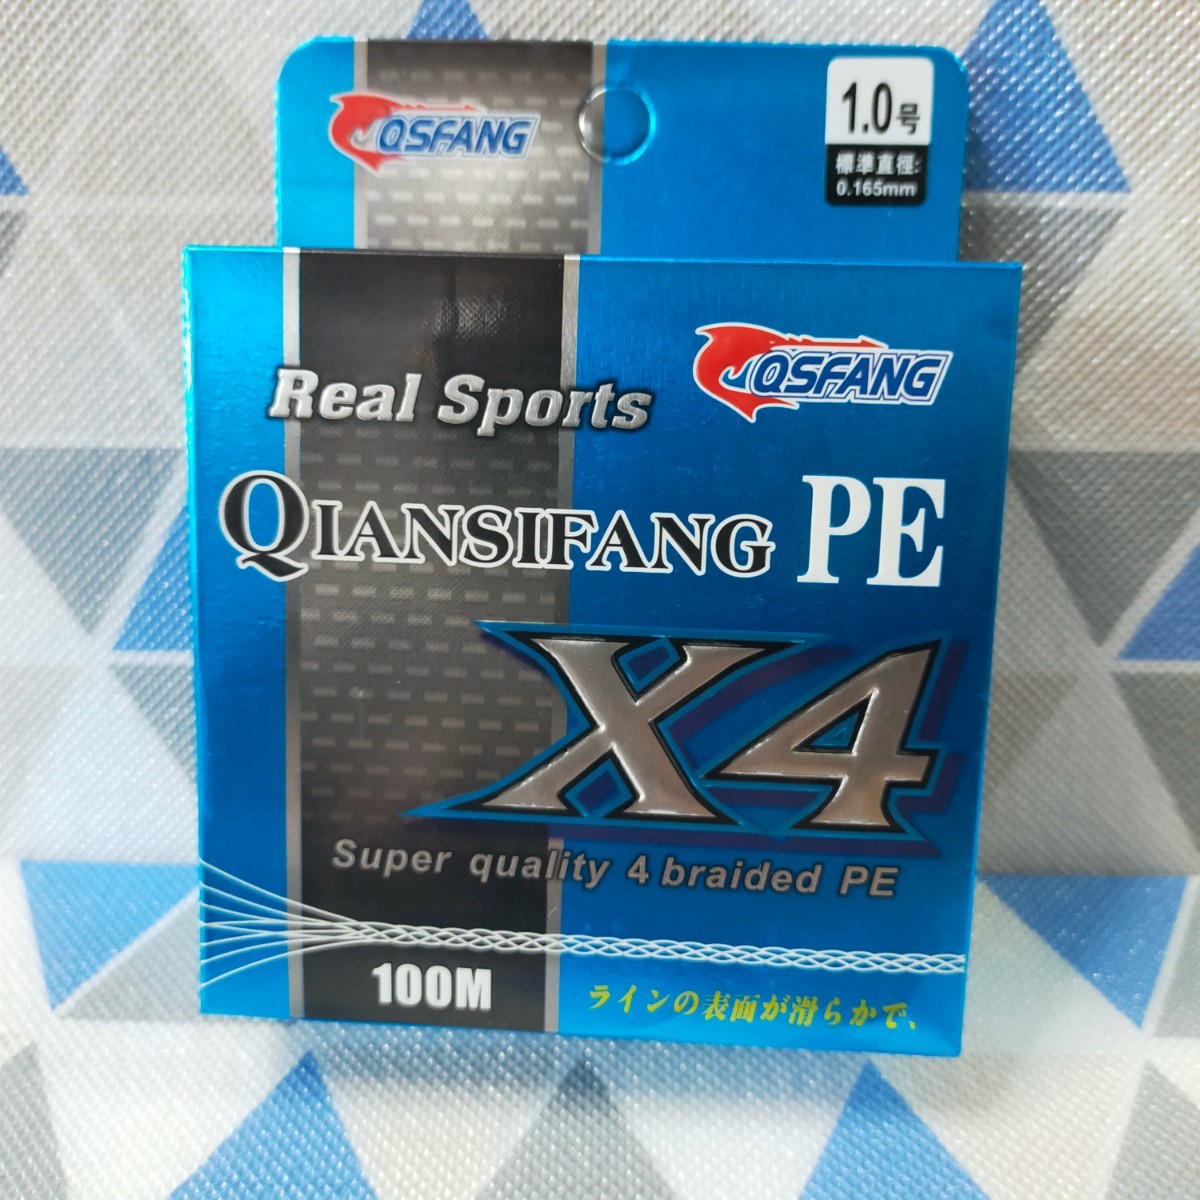 QSFANG
1.0号
標準直徑:
0.165mm
QSFANG
Real Sports
QIANSIFANG PE
X4
Super quality 4 braided PE
100M
ラインの表面が滑らかで、